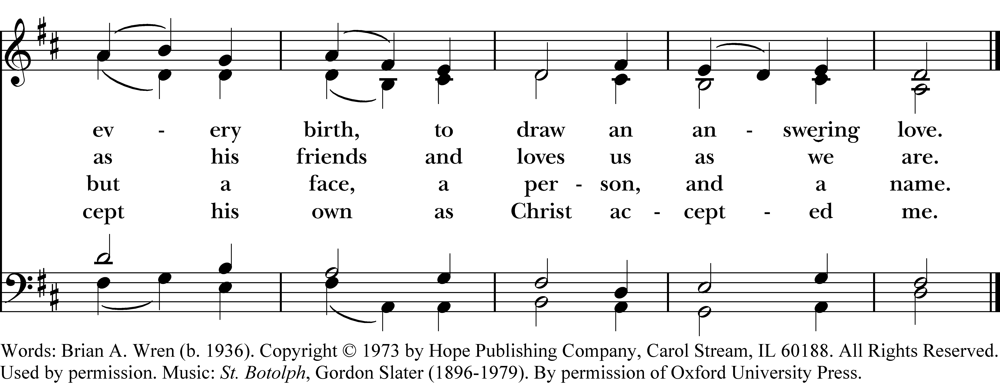 ev - ery birth, to draw an an - swering love.
as his friends and loves us as we are.
but a face, a per - son, and a name.
cept his own as Christ ac - cept - ed me.
Words: Brian A. Wren (b. 1936). Copyright © 1973 by Hope Publishing Company, Carol Stream, IL 60188. All Rights Reserved.
Used by permission. Music: St. Botolph, Gordon Slater (1896-1979). By permission of Oxford University Press.